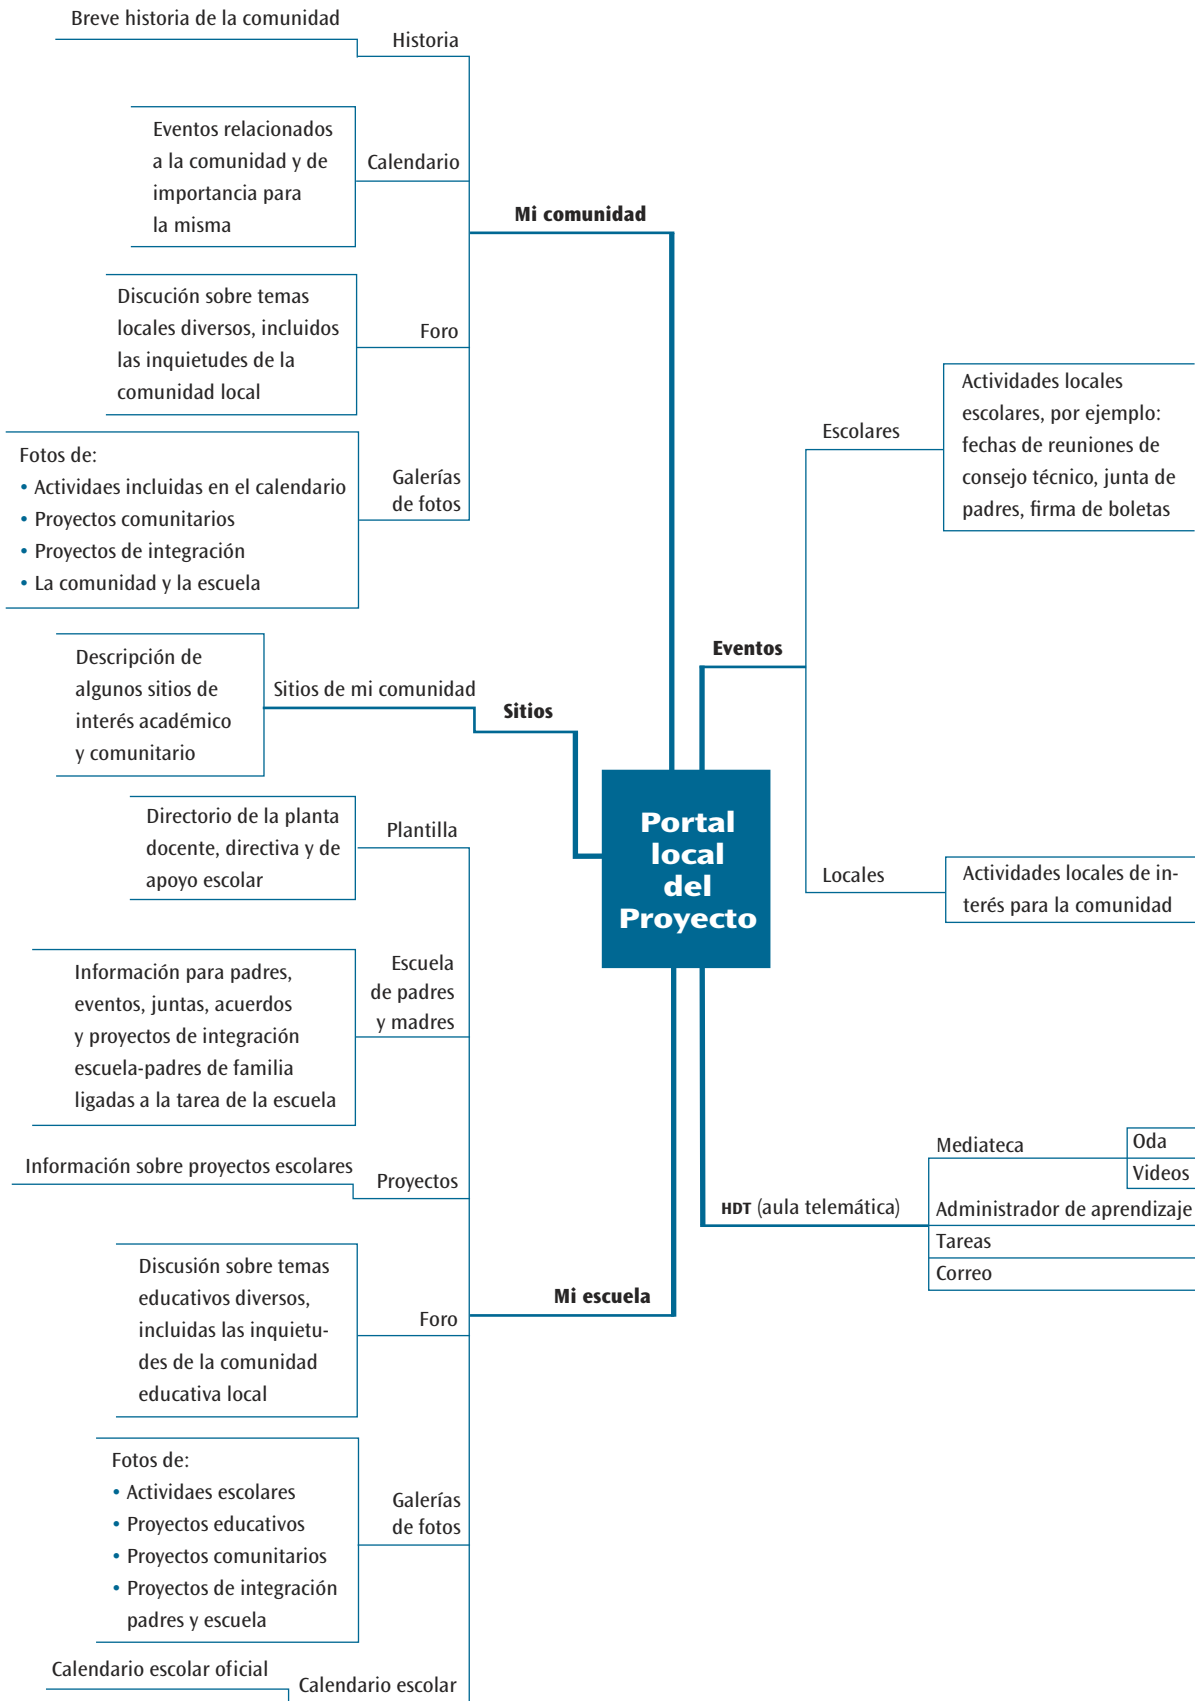 Breve historia de la comunidad
Historia
Eventos relacionados
a la comunidad y de
importancia para
la misma
Calendario
Mi comunidad
Discución sobre temas
locales diversos, incluidos
las inquietudes de la
comunidad local
Foro
Fotos de:
• Actividaes incluidas en el calendario
• Proyectos comunitarios
• Proyectos de integración
• La comunidad y la escuela
Galerías
de fotos
Descripción de
algunos sitios de
interés académico
y comunitario
Sitios de mi comunidad
Sitios
Directorio de la planta
docente, directiva y de
apoyo escolar
Plantilla
Información para padres,
eventos, juntas, acuerdos
y proyectos de integración
escuela-padres de familia
ligadas a la tarea de la escuela
Escuela
de padres
y madres
Información sobre proyectos escolares
Proyectos
Discusión sobre temas
educativos diversos,
incluidas las inquietu-
des de la comunidad
educativa local
Foro
Mi escuela
Fotos de:
• Actividaes escolares
• Proyectos educativos
• Proyectos comunitarios
• Proyectos de integración
padres y escuela
Galerías
de fotos
Calendario escolar oficial
Calendario escolar
Portal
local
del
Proyecto
Eventos
Escolares
Actividades locales
escolares, por ejemplo:
fechas de reuniones de
consejo técnico, junta de
padres, firma de boletas
Locales
Actividades locales de in-
terés para la comunidad
HDT (aula telemática)
Mediateca
Oda
Videos
Administrador de aprendizaje
Tareas
Correo